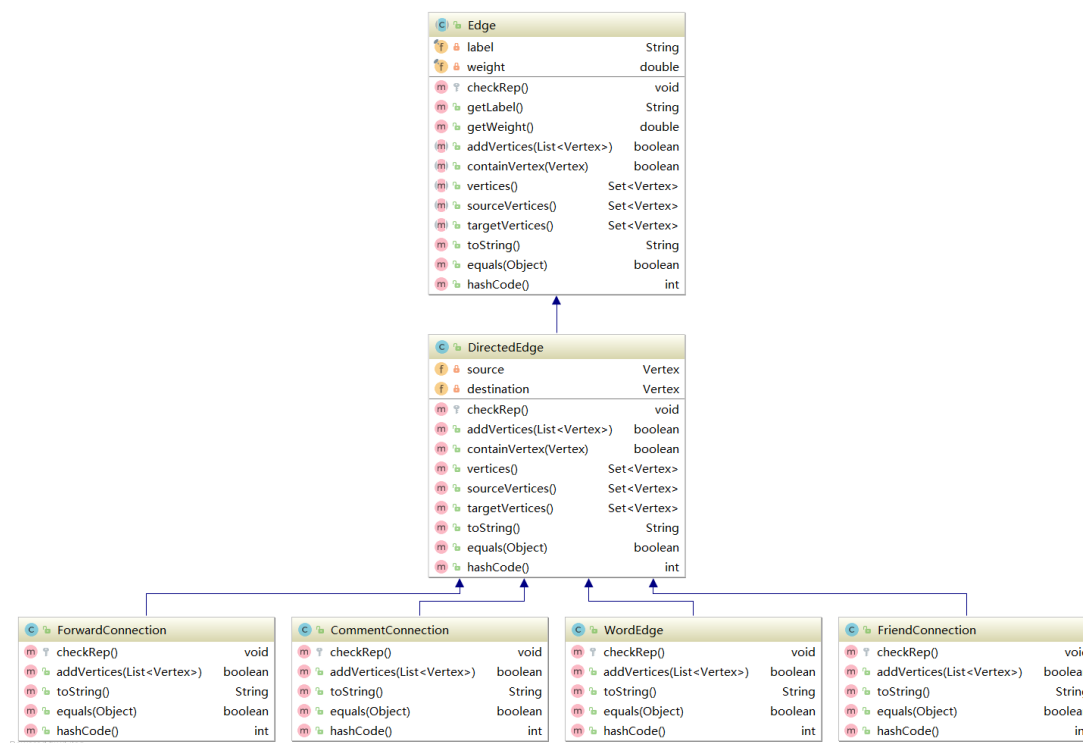 Edge
label String
weight double
checkRep() void
getLabel() String
getWeight() double
addVertices(List<Vertex>) boolean
containVertex(Vertex) boolean
vertices() Set<Vertex>
sourceVertices() Set<Vertex>
targetVertices() Set<Vertex>
toString() String
equals(Object) boolean
hashCode() int
DirectedEdge
source Vertex
destination Vertex
checkRep() void
addVertices(List<Vertex>) boolean
containVertex(Vertex) boolean
vertices() Set<Vertex>
sourceVertices() Set<Vertex>
targetVertices() Set<Vertex>
toString() String
equals(Object) boolean
hashCode() int
ForwardConnection
checkRep() void
addVertices(List<Vertex>) boolean
toString() String
equals(Object) boolean
hashCode() int
CommentConnection
checkRep() void
addVertices(List<Vertex>) boolean
toString() String
equals(Object) boolean
hashCode() int
WordEdge
checkRep() void
addVertices(List<Vertex>) boolean
toString() String
equals(Object) boolean
hashCode() int
FriendConnection
checkRep()
addVertices(List<Vertex>)
toString()
equals(Object)
hashCode()